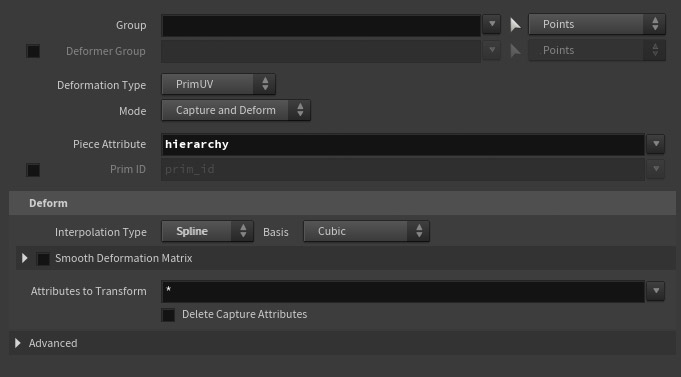 Group Points
Deformer Group Points
Deformation Type PrimUV
Mode Capture and Deform
Piece Attribute hierarchy
Prim ID prim_id
Deform
Interpolation Type Spline Basis Cubic
Smooth Deformation Matrix
Attributes to Transform *
Delete Capture Attributes
Advanced